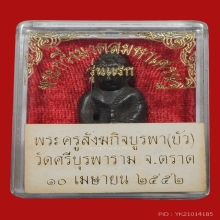 รุ่นแรก
พระครูสังฆกิจบูรพา(บัว)
วัดศรีบุรพาราม จ.ตราด
๑๐ เมษายน ๒๕๕๒
PID : YK21014185